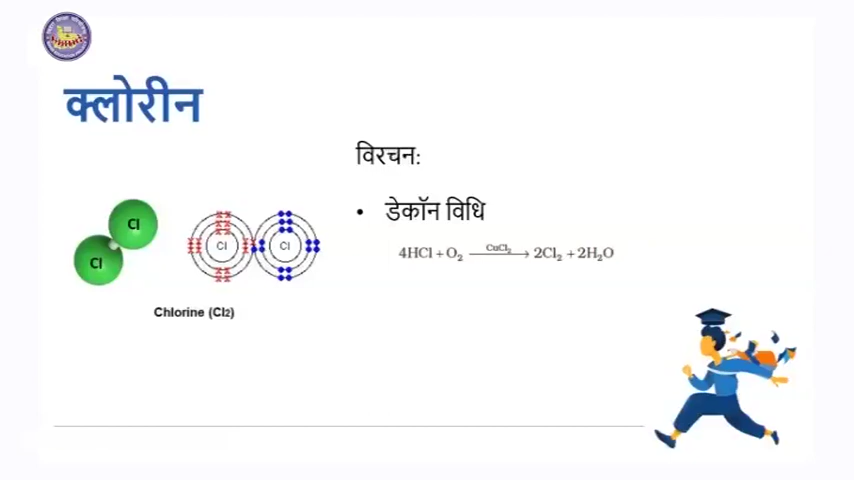 क्लोरीन
विरचन:
• डेकॉन विधि
4HCl + O₂ —CuCl₂→ 2Cl₂ + 2H₂O
Cl
Cl
Cl
Cl
Chlorine (Cl₂)